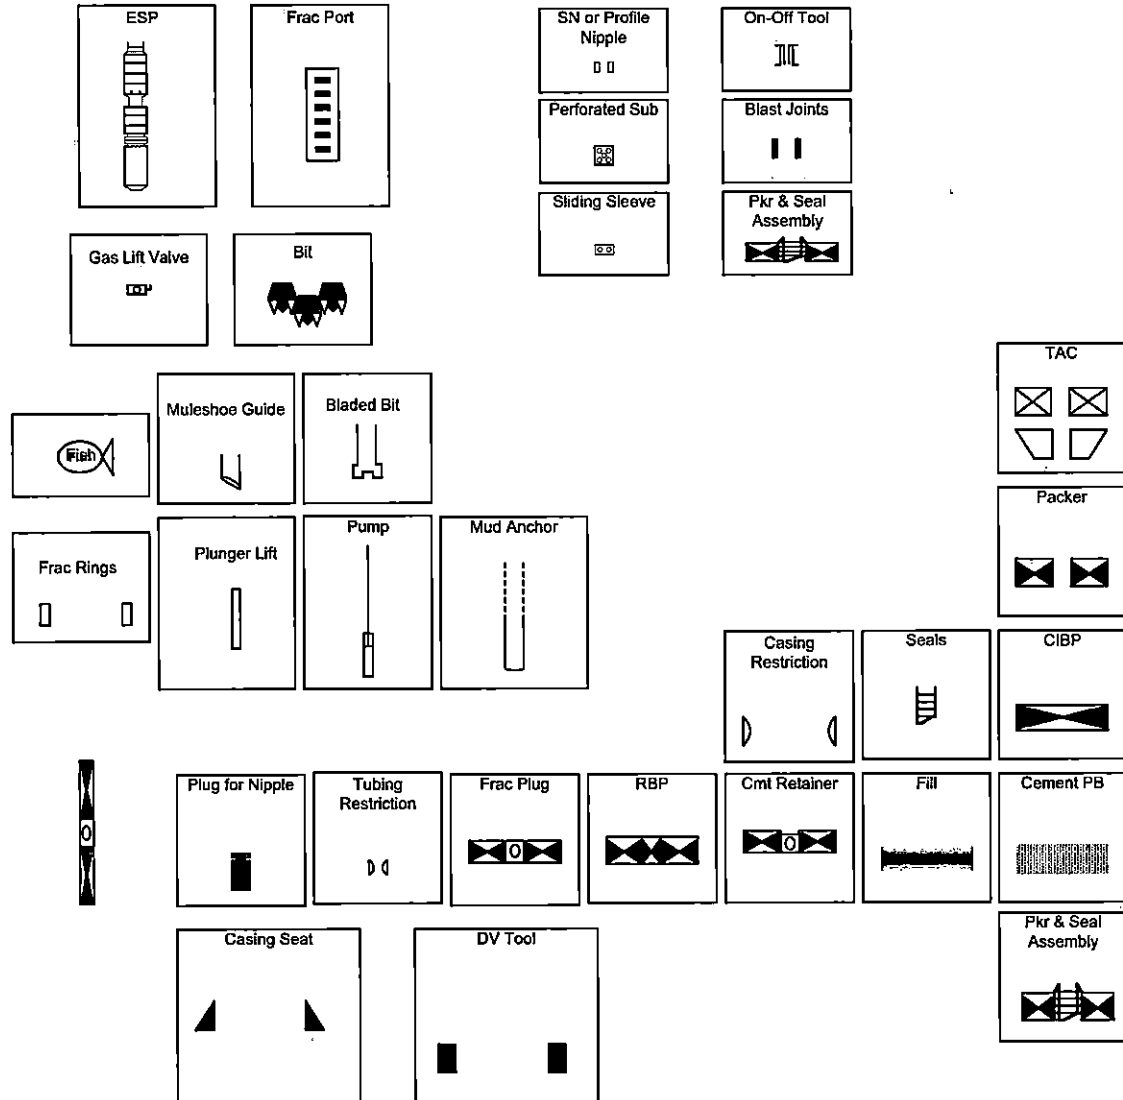 ESP
Frac Port
SN or Profile
Nipple
On-Off Tool
Perforated Sub
Blast Joints
Sliding Sleeve
Pkr & Seal
Assembly
Gas Lift Valve
Bit
TAC
Fish
Muleshoe Guide
Bladed Bit
Packer
Frac Rings
Plunger Lift
Pump
Mud Anchor
Casing
Restriction
Seals
CIBP
Plug for Nipple
Tubing
Restriction
Frac Plug
RBP
Cmt Retainer
Fill
Cement PB
Casing Seat
DV Tool
Pkr & Seal
Assembly